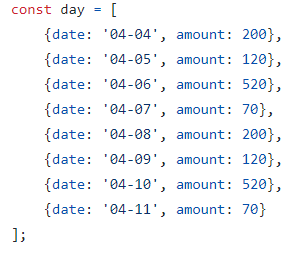 const day = [
    {date: '04-04', amount: 200},
    {date: '04-05', amount: 120},
    {date: '04-06', amount: 520},
    {date: '04-07', amount: 70},
    {date: '04-08', amount: 200},
    {date: '04-09', amount: 120},
    {date: '04-10', amount: 520},
    {date: '04-11', amount: 70}
];